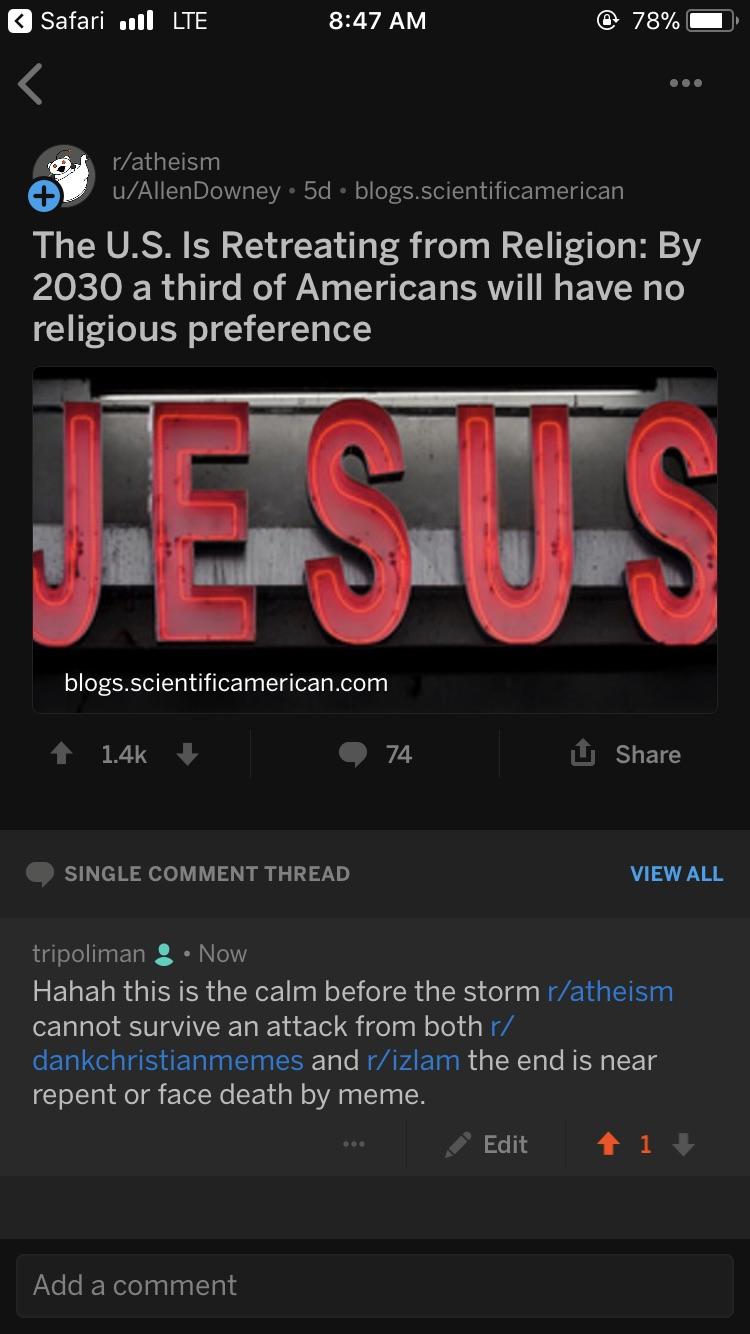 Safari LTE 8:47 AM 78%
r/atheism
u/AllenDowney • 5d • blogs.scientificamerican
The U.S. Is Retreating from Religion: By
2030 a third of Americans will have no
religious preference
JESUS
blogs.scientificamerican.com
1.4k 74 Share
SINGLE COMMENT THREAD VIEW ALL
tripoliman • Now
Hahah this is the calm before the storm r/atheism
cannot survive an attack from both r/
dankchristianmemes and r/izlam the end is near
repent or face death by meme.
Edit 1
Add a comment